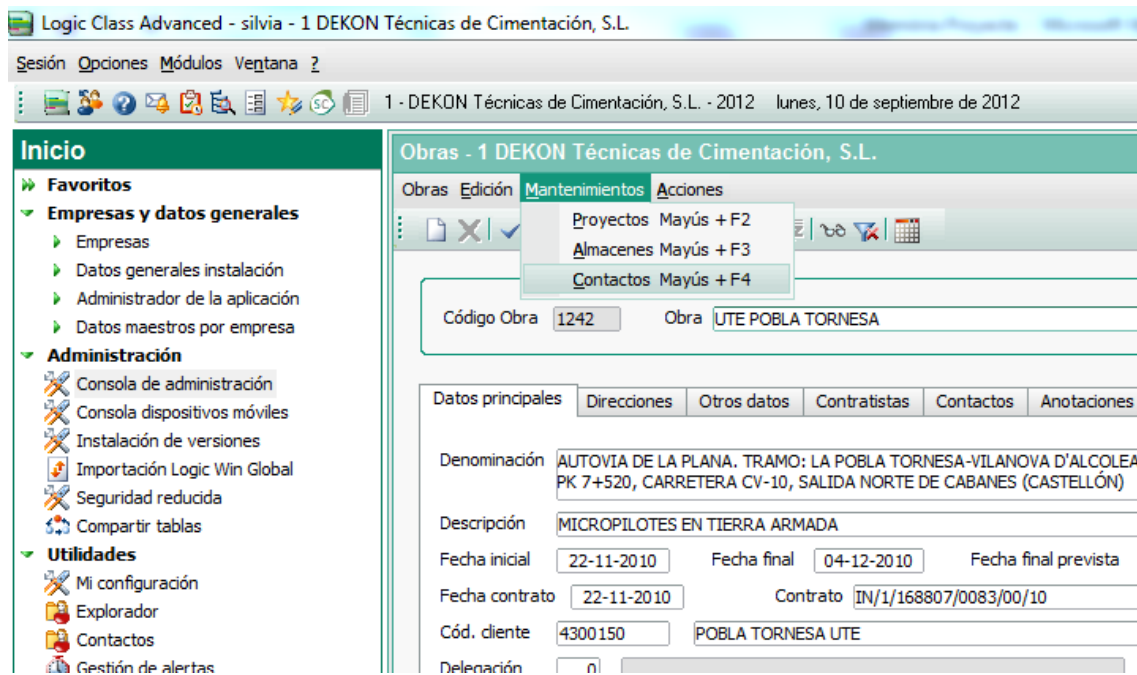 Logic Class Advanced - silvia - 1 DEKON Técnicas de Cimentación, S.L.
Sesión Opciones Módulos Ventana ?
1 - DEKON Técnicas de Cimentación, S.L. - 2012 lunes, 10 de septiembre de 2012
Inicio
Favoritos
Empresas y datos generales
Empresas
Datos generales instalación
Administrador de la aplicación
Datos maestros por empresa
Administración
Consola de administración
Consola dispositivos móviles
Instalación de versiones
Importación Logic Win Global
Seguridad reducida
Compartir tablas
Utilidades
Mi configuración
Explorador
Contactos
Gestión de alertas
Obras - 1 DEKON Técnicas de Cimentación, S.L.
Obras Edición Mantenimientos Acciones
Proyectos Mayús + F2
Almacenes Mayús + F3
Contactos Mayús + F4
Código Obra 1242 Obra UTE POBLA TORNESA
Datos principales Direcciones Otros datos Contratistas Contactos Anotaciones
Denominación AUTOVIA DE LA PLANA. TRAMO: LA POBLA TORNESA-VILANOVA D'ALCOLEA
PK 7+520, CARRETERA CV-10, SALIDA NORTE DE CABANES (CASTELLÓN)
Descripción MICROPILOTES EN TIERRA ARMADA
Fecha inicial 22-11-2010 Fecha final 04-12-2010 Fecha final prevista
Fecha contrato 22-11-2010 Contrato IN/1/168807/0083/00/10
Cód. cliente 4300150 POBLA TORNESA UTE
Delegación 0